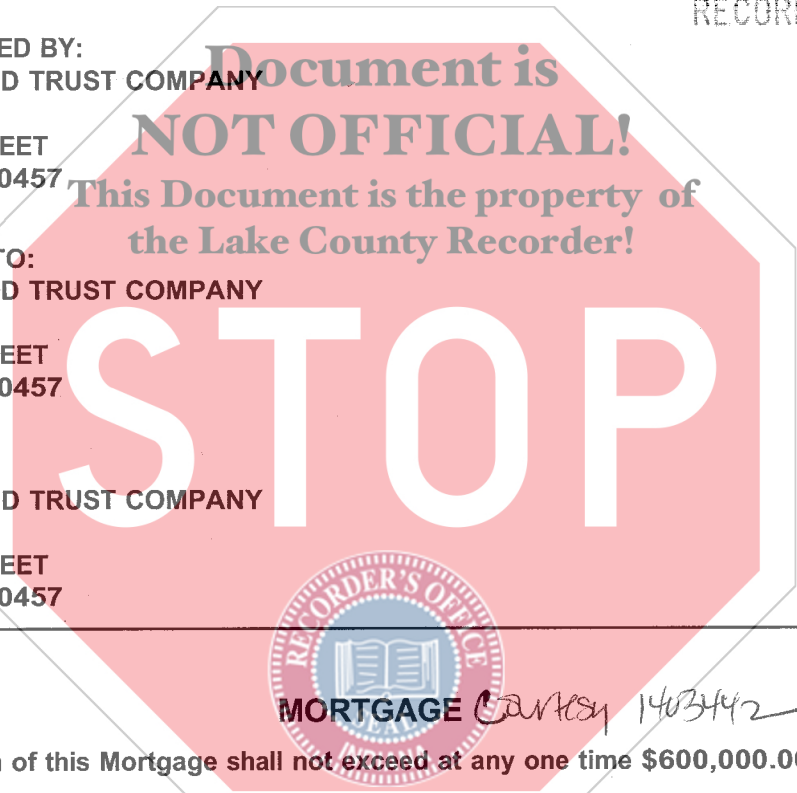 RECOR
ED BY:
D TRUST COMPANY
Document is
NOT OFFICIAL!
EET
0457
This Document is the property of
the Lake County Recorder!
TO:
D TRUST COMPANY
EET
0457
STOP
D TRUST COMPANY
EET
0457
RECORDER'S OFFICE
SEAL
INDIANA
MORTGAGE Courtesy 1403442
of this Mortgage shall not exceed at any one time $600,000.00